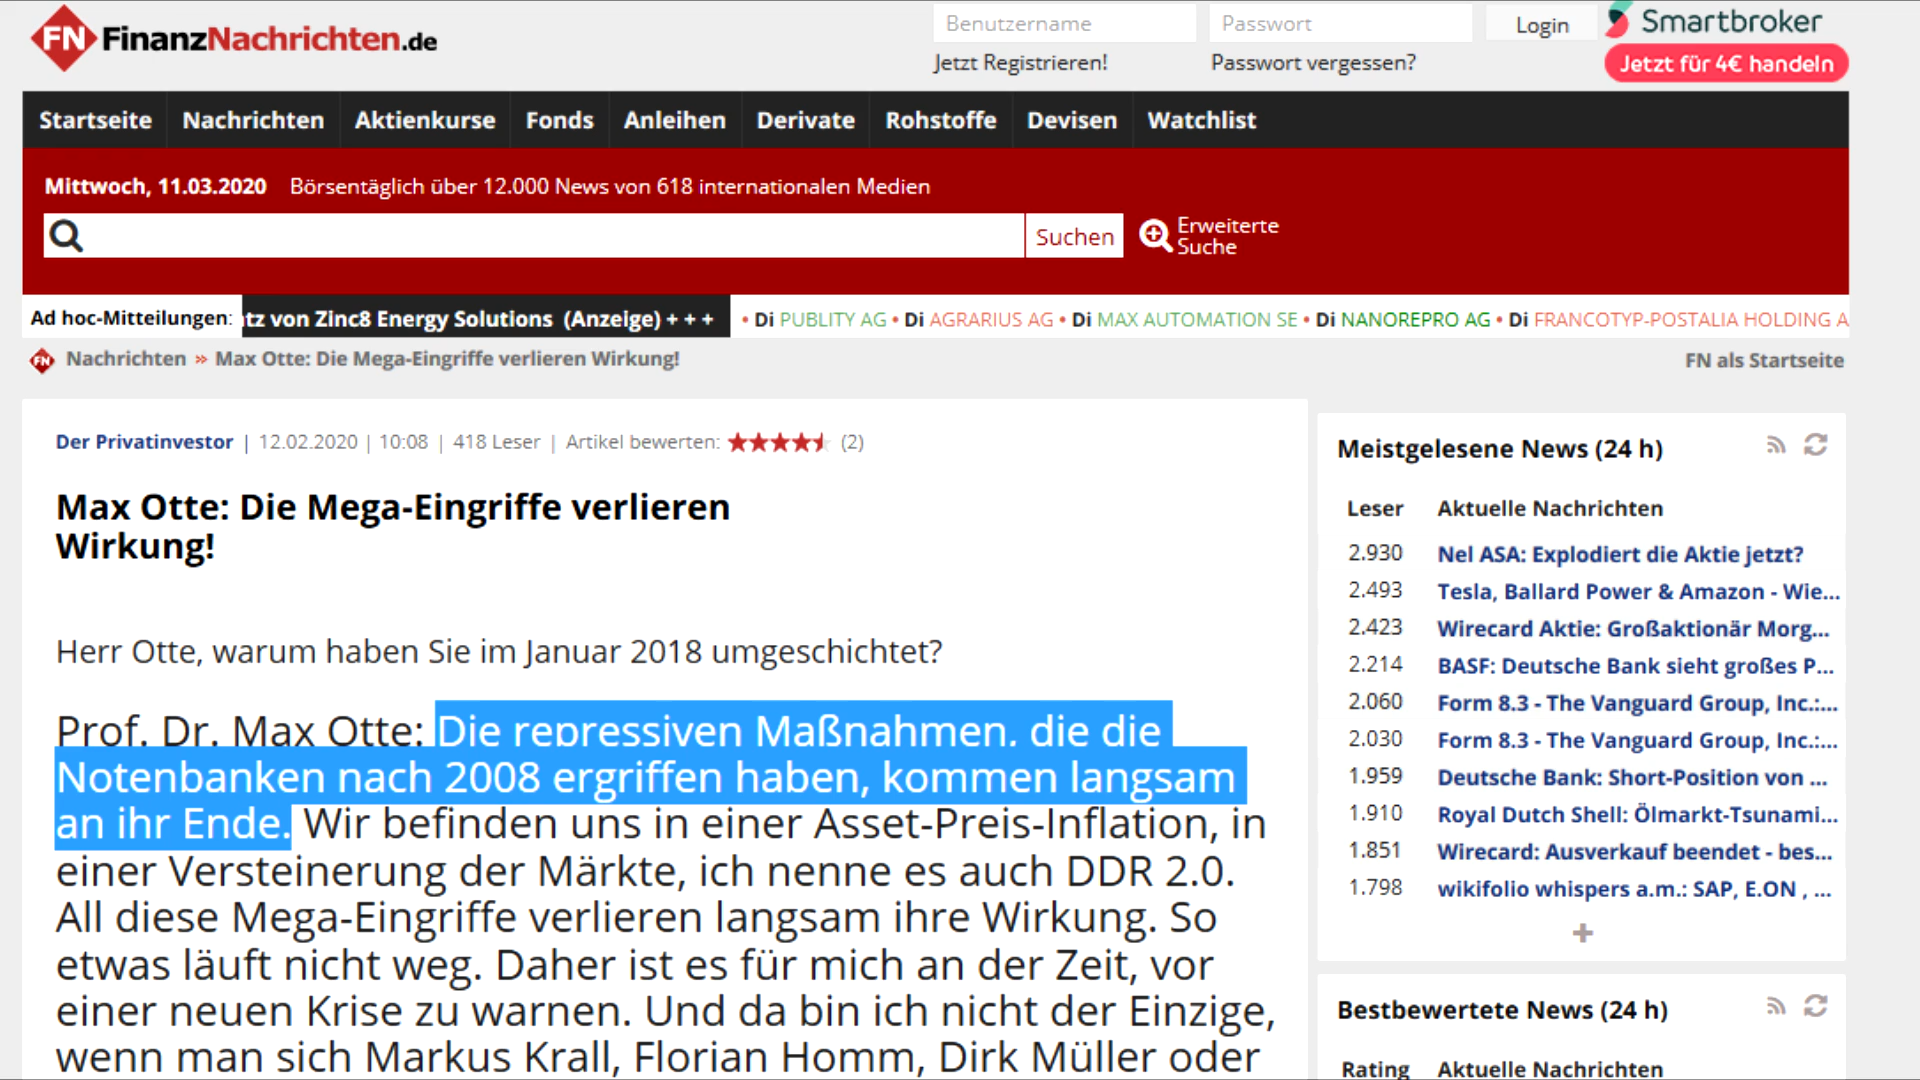 FN FinanzNachrichten.de
Benutzername
Passwort
Login
Smartbroker
Jetzt Registrieren!
Passwort vergessen?
Jetzt für 4€ handeln
Startseite Nachrichten Aktienkurse Fonds Anleihen Derivate Rohstoffe Devisen Watchlist
Mittwoch, 11.03.2020 Börsentäglich über 12.000 News von 618 internationalen Medien
Suchen
Erweiterte
Suche
Ad hoc-Mitteilungen: tz von Zinc8 Energy Solutions (Anzeige) + + + • Di PUBLITY AG • Di AGRARIUS AG • Di MAX AUTOMATION SE • Di NANOREPRO AG • Di FRANCOTYP-POSTALIA HOLDING A
FN Nachrichten » Max Otte: Die Mega-Eingriffe verlieren Wirkung!
FN als Startseite
Der Privatinvestor | 12.02.2020 | 10:08 | 418 Leser | Artikel bewerten: (2)
Max Otte: Die Mega-Eingriffe verlieren
Wirkung!
Herr Otte, warum haben Sie im Januar 2018 umgeschichtet?
Prof. Dr. Max Otte: Die repressiven Maßnahmen, die die
Notenbanken nach 2008 ergriffen haben, kommen langsam
an ihr Ende. Wir befinden uns in einer Asset-Preis-Inflation, in
einer Versteinerung der Märkte, ich nenne es auch DDR 2.0.
All diese Mega-Eingriffe verlieren langsam ihre Wirkung. So
etwas läuft nicht weg. Daher ist es für mich an der Zeit, vor
einer neuen Krise zu warnen. Und da bin ich nicht der Einzige,
wenn man sich Markus Krall, Florian Homm, Dirk Müller oder
Meistgelesene News (24 h)
Leser Aktuelle Nachrichten
2.930 Nel ASA: Explodiert die Aktie jetzt?
2.493 Tesla, Ballard Power & Amazon - Wie...
2.423 Wirecard Aktie: Großaktionär Morg...
2.214 BASF: Deutsche Bank sieht großes P...
2.060 Form 8.3 - The Vanguard Group, Inc.:...
2.030 Form 8.3 - The Vanguard Group, Inc.:...
1.959 Deutsche Bank: Short-Position von ...
1.910 Royal Dutch Shell: Ölmarkt-Tsunami...
1.851 Wirecard: Ausverkauf beendet - bes...
1.798 wikifolio whispers a.m.: SAP, E.ON , ...
Bestbewertete News (24 h)
Rating Aktuelle Nachrichten